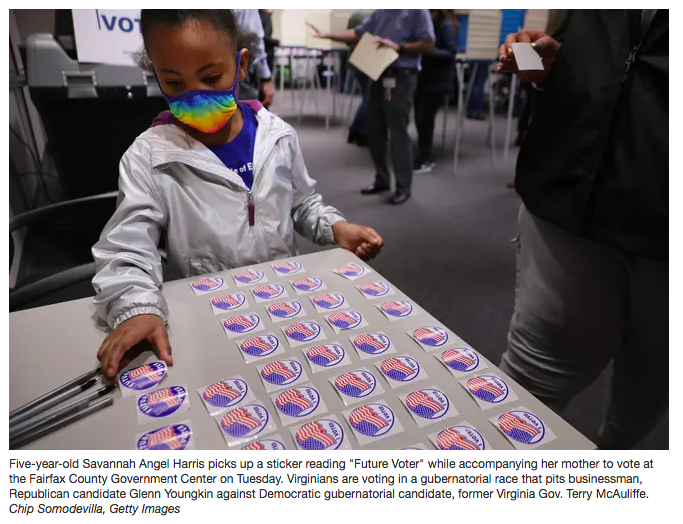 VOT
Five-year-old Savannah Angel Harris picks up a sticker reading "Future Voter" while accompanying her mother to vote at
the Fairfax County Government Center on Tuesday. Virginians are voting in a gubernatorial race that pits businessman,
Republican candidate Glenn Youngkin against Democratic gubernatorial candidate, former Virginia Gov. Terry McAuliffe.
Chip Somodevilla, Getty Images